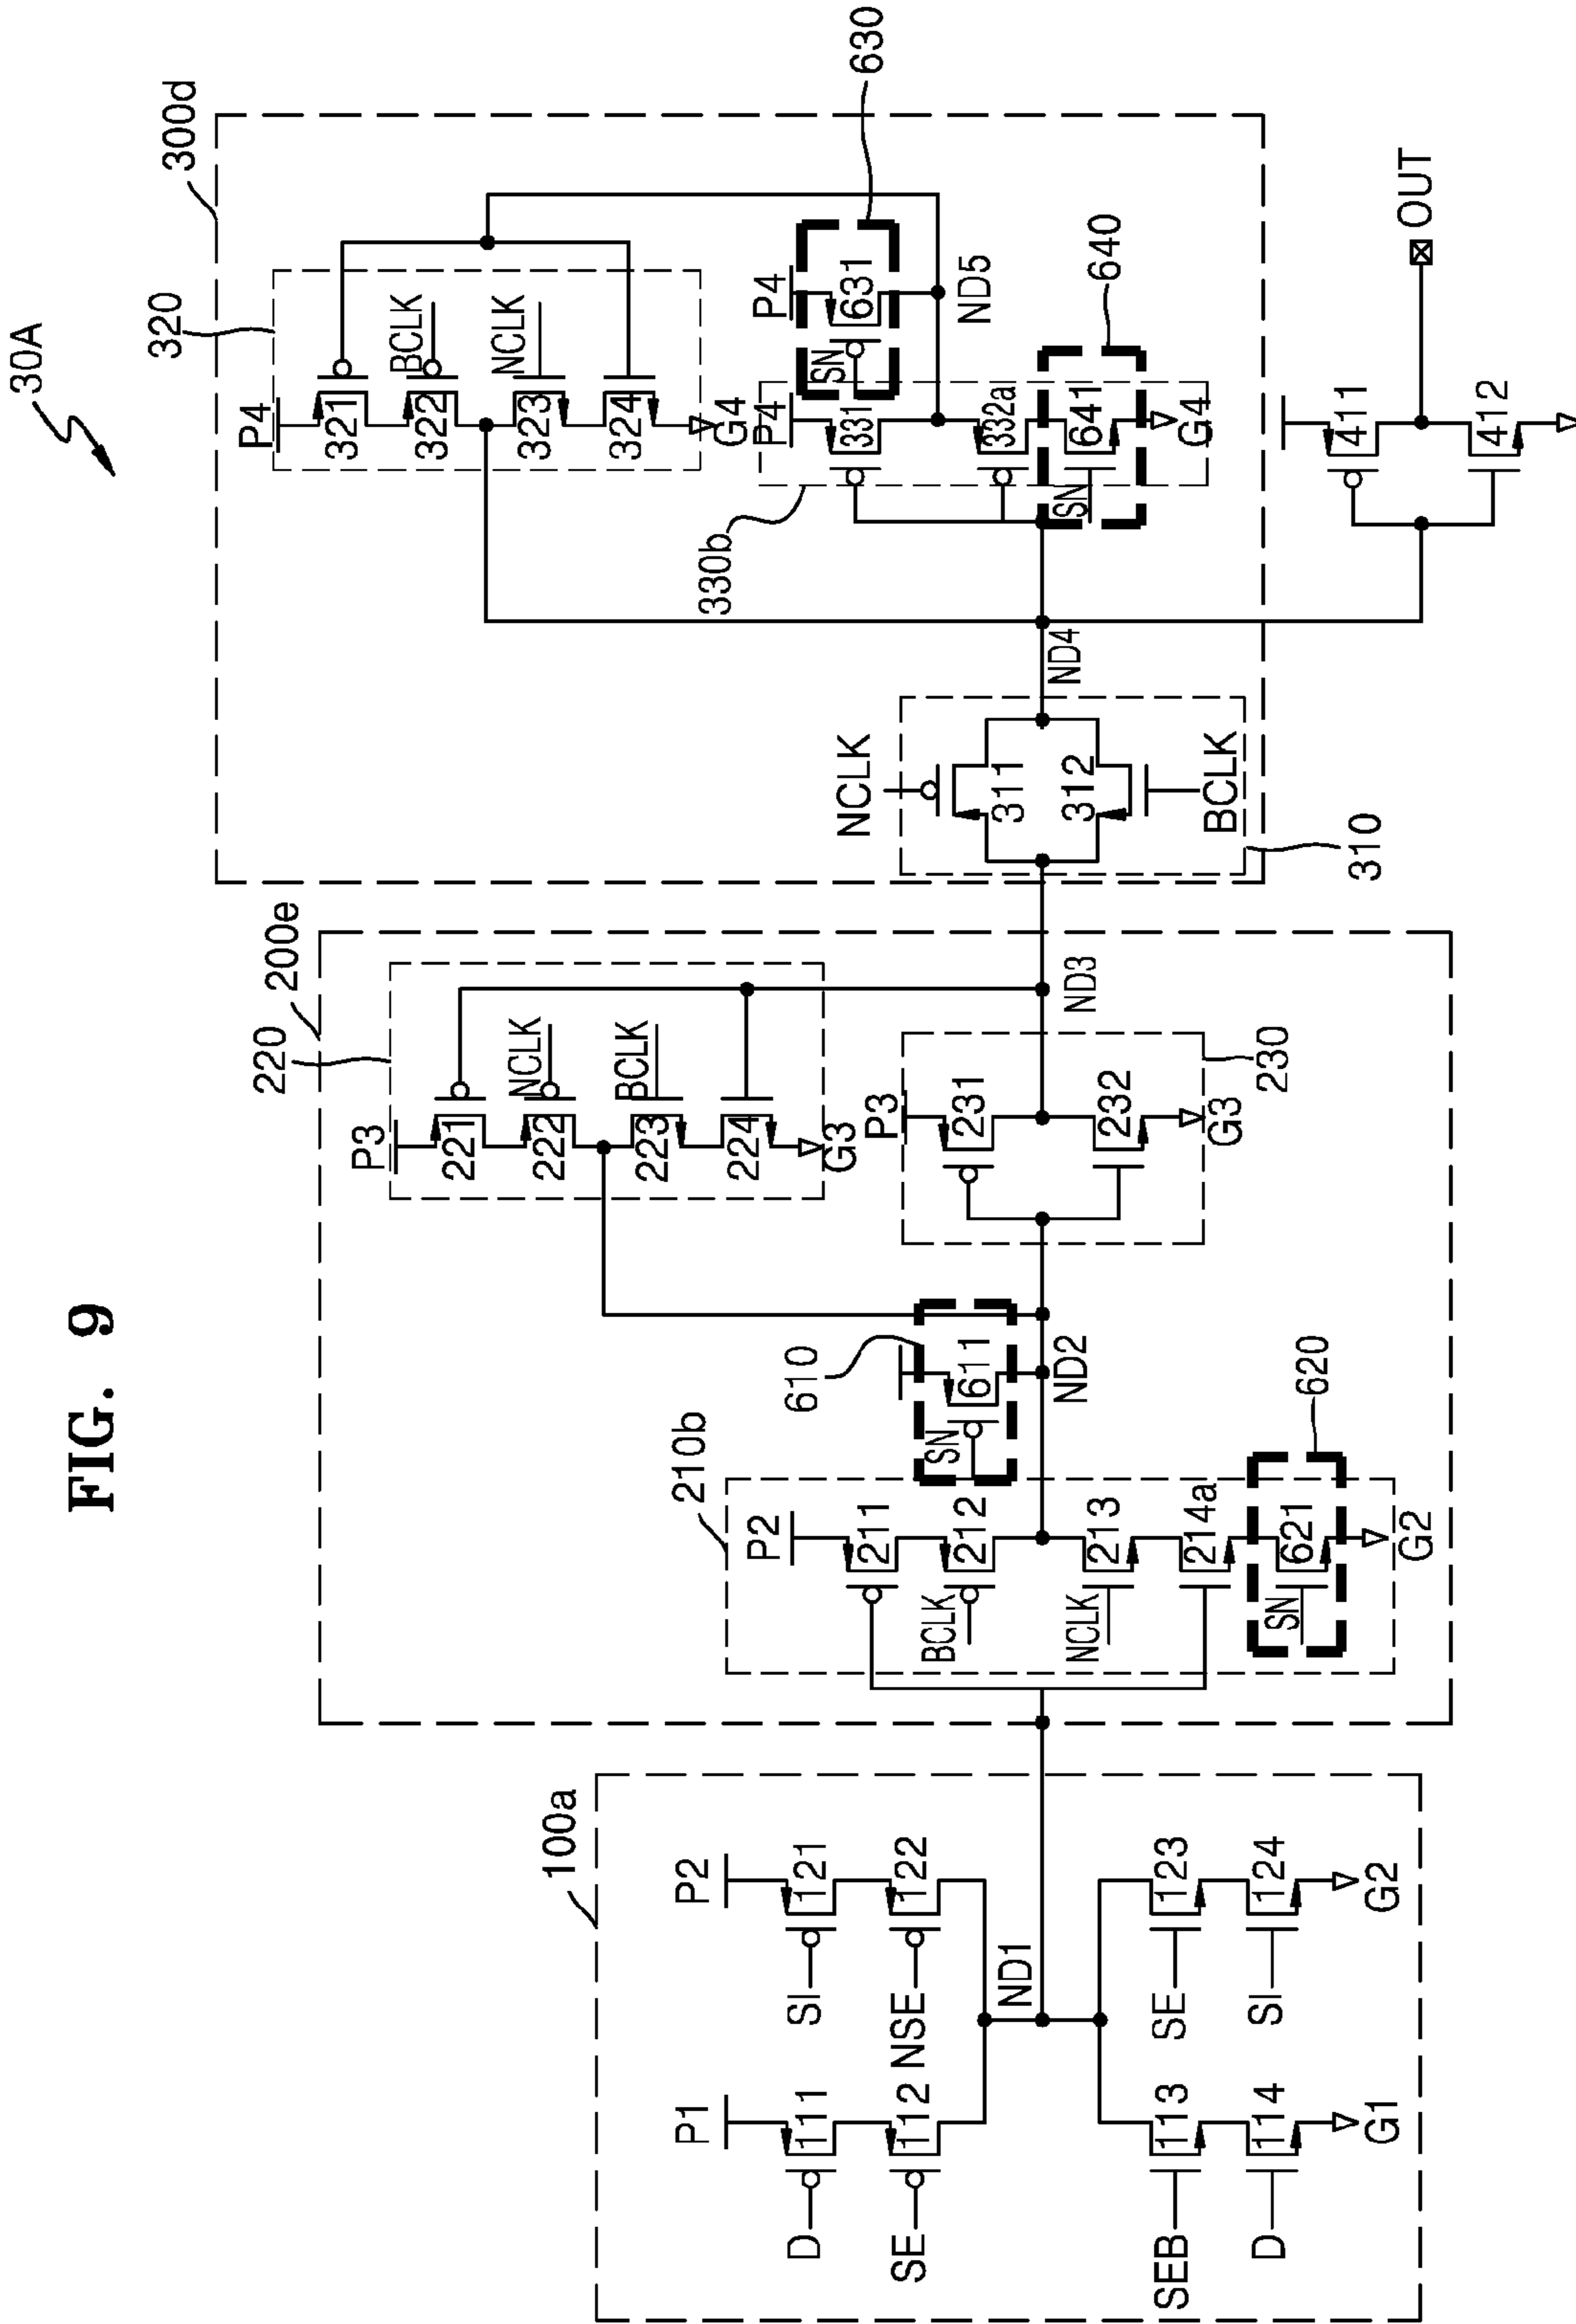 FIG. 9
30A
100a
P1
P2
D
111
SI
121
SE
112
NSE
122
ND1
SEB
113
SE
123
D
114
SI
124
G1
G2
200e
210b
P2
211
BCLK
212
NCLK
213
214a
SN
621
G2
620
610
SN
611
ND2
220
P3
221
222
NCLK
223
BCLK
224
G3
P3
231
232
G3
230
ND3
300d
310
NCLK
311
312
BCLK
ND4
320
P4
321
322
BCLK
323
NCLK
324
G4
330b
P4
331
332a
SN
641
G4
640
P4
SN
631
630
ND5
411
412
OUT